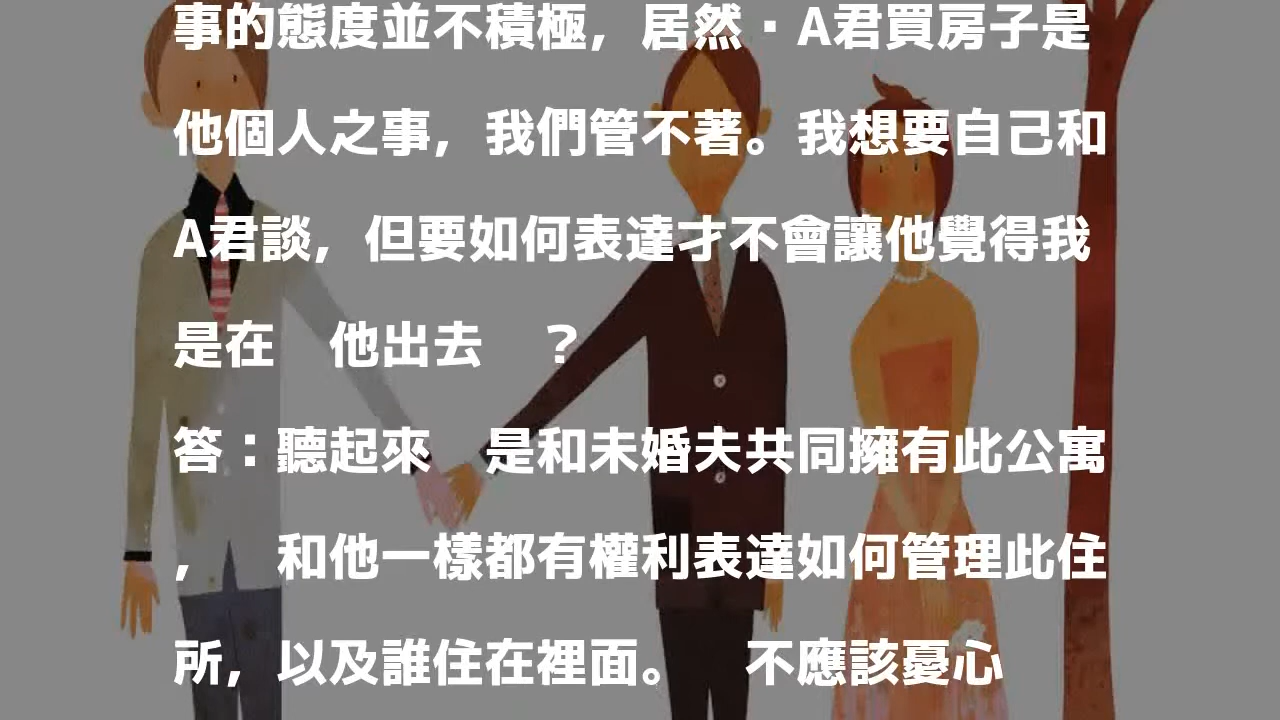 事的態度並不積極，居然·A君買房子是
他個人之事，我們管不著。我想要自己和
A君談，但要如何表達才不會讓他覺得我
是在　他出去　？
答：聽起來　是和未婚夫共同擁有此公寓
，　和他一樣都有權利表達如何管理此住
所，以及誰住在裡面。　不應該憂心